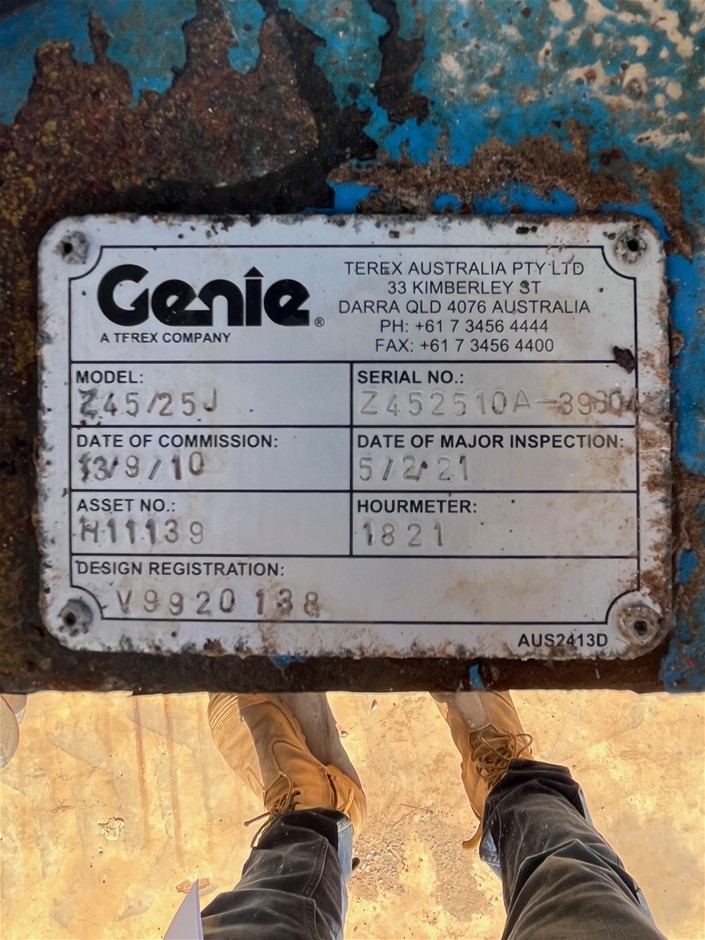 Genie®
A TEREX COMPANY
TEREX AUSTRALIA PTY LTD
33 KIMBERLEY ST
DARRA QLD 4076 AUSTRALIA
PH: +61 7 3456 4444
FAX: +61 7 3456 4400
MODEL:
Z45/25J
SERIAL NO.:
DATE OF COMMISSION:
13/9/10
DATE OF MAJOR INSPECTION:
5/2/21
ASSET NO.:
H11139
HOURMETER:
1821
DESIGN REGISTRATION:
V9920138
AUS2413D